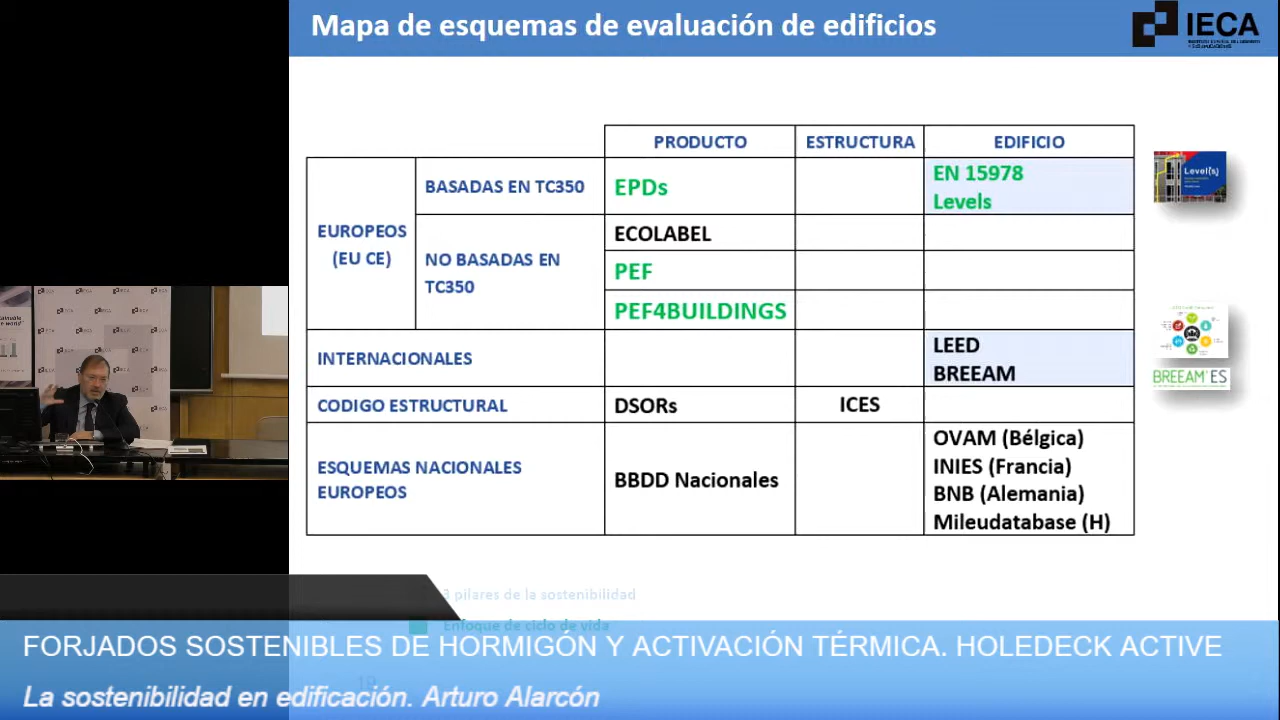 Mapa de esquemas de evaluación de edificios
IECA
PRODUCTO
ESTRUCTURA
EDIFICIO
EUROPEOS
(EU CE)
BASADAS EN TC350
EPDs
EN 15978
Levels
NO BASADAS EN
TC350
ECOLABEL
PEF
PEF4BUILDINGS
INTERNACIONALES
LEED
BREEAM
CODIGO ESTRUCTURAL
DSORs
ICES
ESQUEMAS NACIONALES
EUROPEOS
BBDD Nacionales
OVAM (Bélgica)
INIES (Francia)
BNB (Alemania)
Mileudatabase (H)
Level(s)
BREEAM®ES
IECA
3 pilares de la sostenibilidad
Enfoque de ciclo de vida
FORJADOS SOSTENIBLES DE HORMIGÓN Y ACTIVACIÓN TÉRMICA. HOLEDECK ACTIVE
19
La sostenibilidad en edificación. Arturo Alarcón